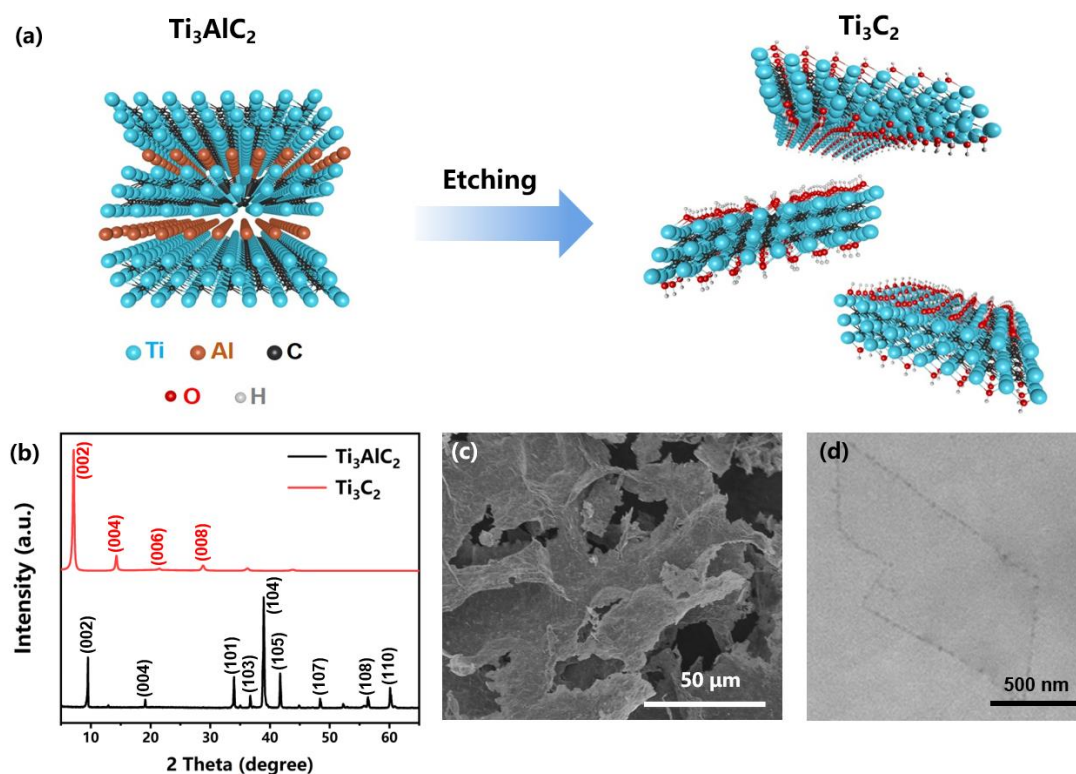 (a)
Ti₃AlC₂
Ti₃C₂
Etching
Ti Al C
O H
(b)
Intensity (a.u.)
(002)
(004)
(006)
(008)
Ti₃AlC₂
Ti₃C₂
(002)
(004)
(101)
(103)
(104)
(105)
(107)
(108)
(110)
10 20 30 40 50 60
2 Theta (degree)
(c)
50 μm
(d)
500 nm